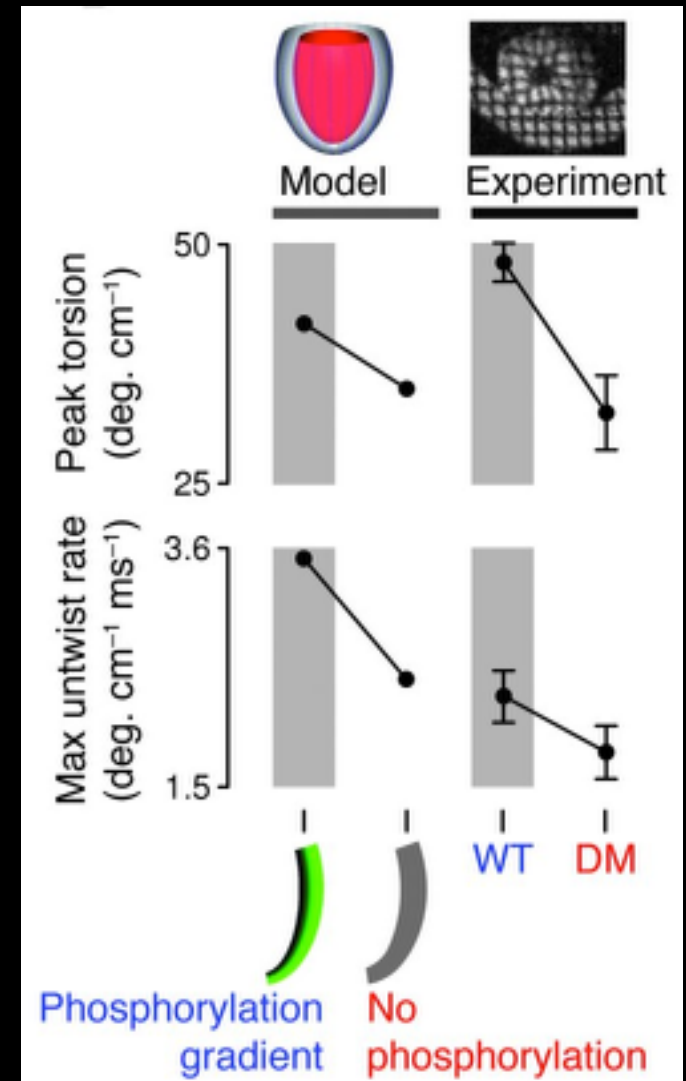 Model
Experiment
Peak torsion
(deg. cm⁻¹)
50
25
Max untwist rate
(deg. cm⁻¹ ms⁻¹)
3.6
1.5
WT
DM
Phosphorylation
gradient
No
phosphorylation